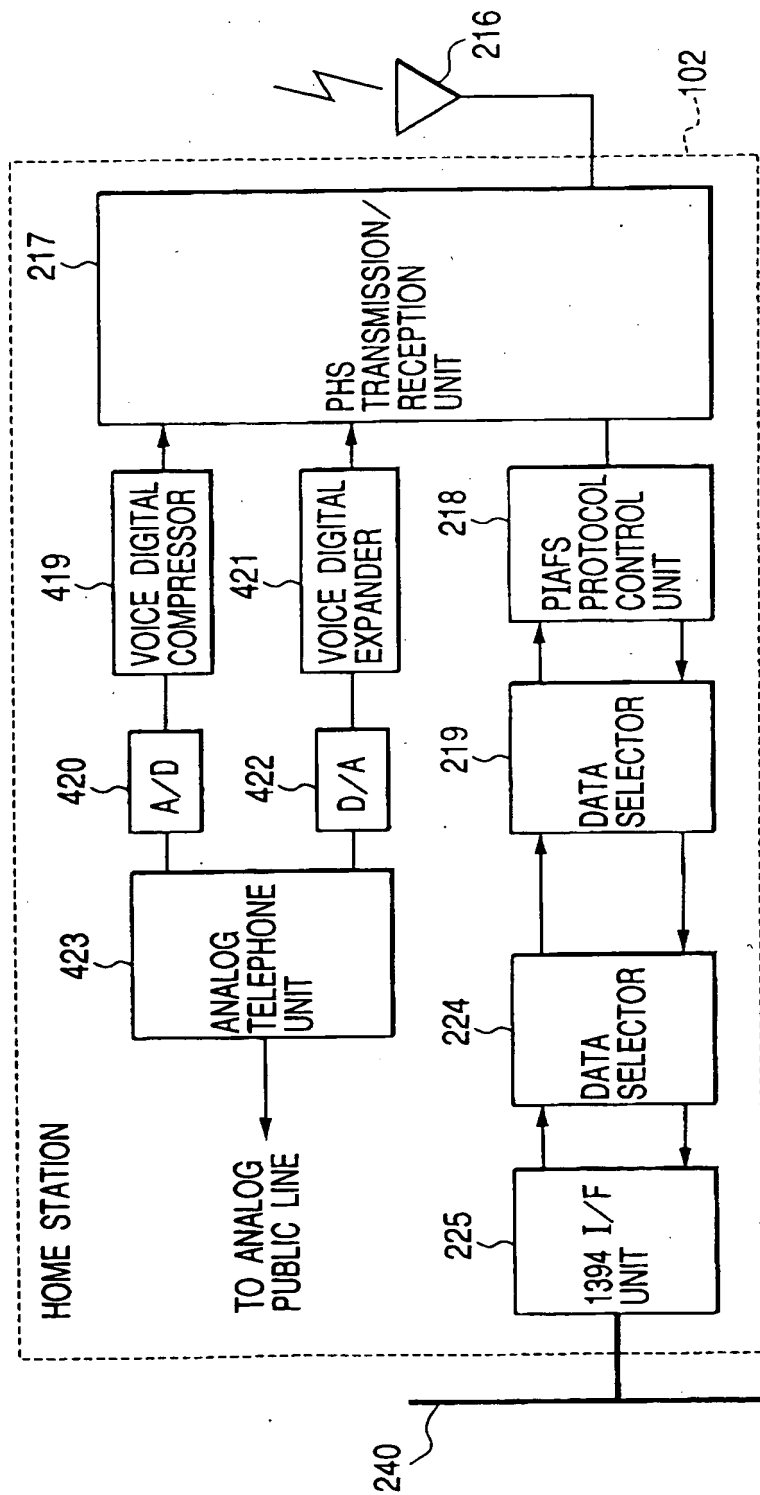 HOME STATION
TO ANALOG
PUBLIC LINE
423
ANALOG
TELEPHONE
UNIT
420
A/D
422
D/A
419
VOICE DIGITAL
COMPRESSOR
421
VOICE DIGITAL
EXPANDER
217
PHS
TRANSMISSION/
RECEPTION
UNIT
216
102
240
225
1394 I/F
UNIT
224
DATA
SELECTOR
219
DATA
SELECTOR
218
PIAFS
PROTOCOL
CONTROL
UNIT